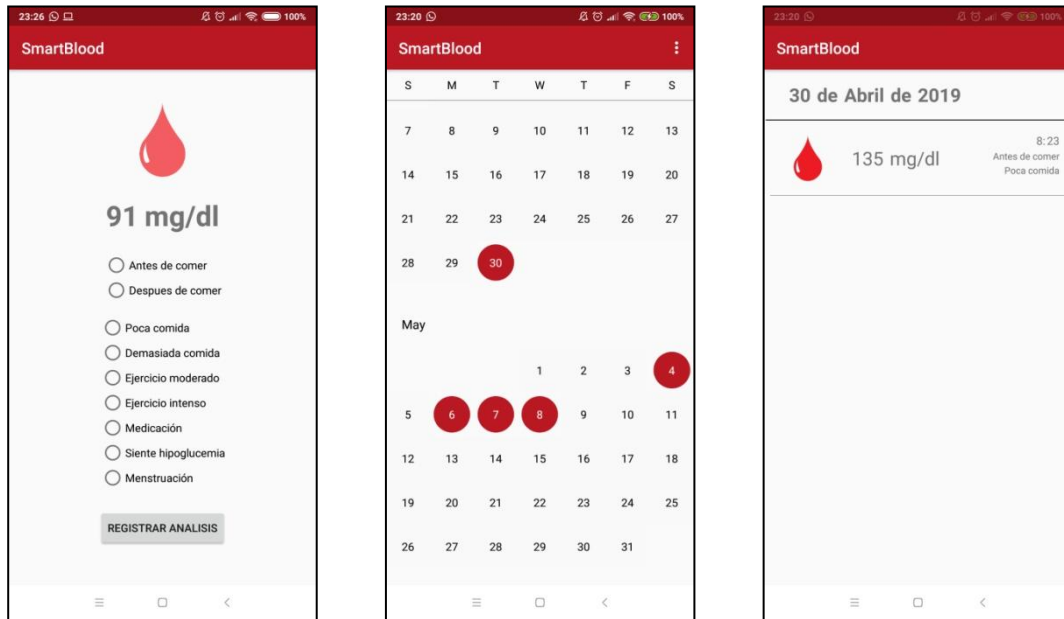 23:26 100%
SmartBlood
91 mg/dl
Antes de comer
Despues de comer
Poca comida
Demasiada comida
Ejercicio moderado
Ejercicio intenso
Medicación
Siente hipoglucemia
Menstruación
REGISTRAR ANALISIS
23:20 100%
SmartBlood
S M T W T F S
7 8 9 10 11 12 13
14 15 16 17 18 19 20
21 22 23 24 25 26 27
28 29 30
May
1 2 3 4
5 6 7 8 9 10 11
12 13 14 15 16 17 18
19 20 21 22 23 24 25
26 27 28 29 30 31
23:20 100%
SmartBlood
30 de Abril de 2019
135 mg/dl
8:23
Antes de comer
Poca comida